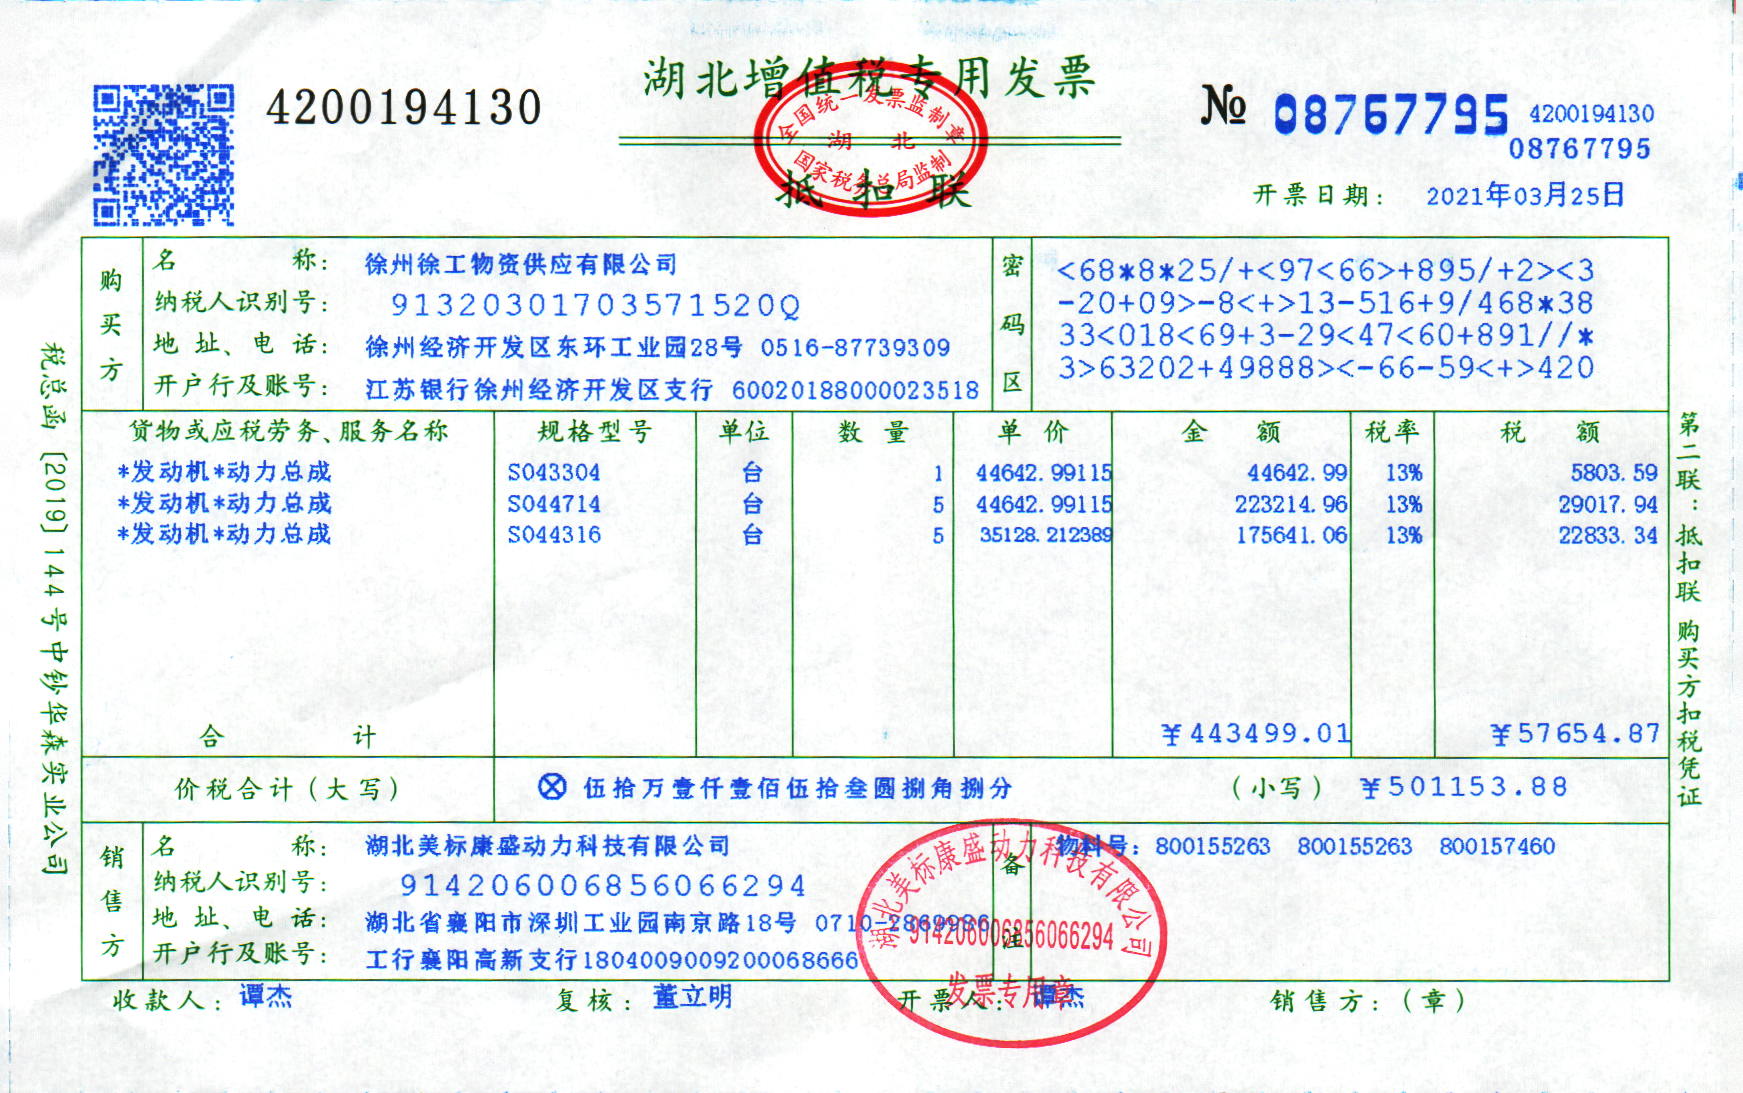 湖北增值税专用发票
全国统一发票监制章
湖 北
国家税务总局监制
抵扣联
4200194130
№ 08767795
4200194130
08767795
开票日期： 2021年03月25日
购买方
名 称： 徐州徐工物资供应有限公司
纳税人识别号： 91320301703571520Q
地 址、电 话： 徐州经济开发区东环工业园28号 0516-87739309
开户行及账号： 江苏银行徐州经济开发区支行 60020188000023518
密码区
<68*8*25/+<97<66>+895/+2><3
-20+09>-8<+>13-516+9/468*38
33<018<69+3-29<47<60+891//*
3>63202+49888><-66-59<+>420
货物或应税劳务、服务名称 规格型号 单位 数 量 单 价 金 额 税率 税 额
*发动机*动力总成 S043304 台 1 44642.99115 44642.99 13% 5803.59
*发动机*动力总成 S044714 台 5 44642.99115 223214.96 13% 29017.94
*发动机*动力总成 S044316 台 5 35128.212389 175641.06 13% 22833.34
合 计 ￥443499.01 ￥57654.87
价税合计（大写） ⊗ 伍拾万壹仟壹佰伍拾叁圆捌角捌分 （小写） ￥501153.88
销售方
名 称： 湖北美标康盛动力科技有限公司
纳税人识别号： 914206006856066294
地 址、电 话： 湖北省襄阳市深圳工业园南京路18号 0710-2869986
开户行及账号： 工行襄阳高新支行1804009009200068666
备注
物料号：800155263 800155263 800157460
湖北美标康盛动力科技有限公司
914206006856066294
发票专用章
收款人： 谭杰 复核： 董立明 开票人： 谭杰 销售方：（章）
税总函〔2019〕144号中钞华森实业公司
第二联：抵扣联 购买方扣税凭证